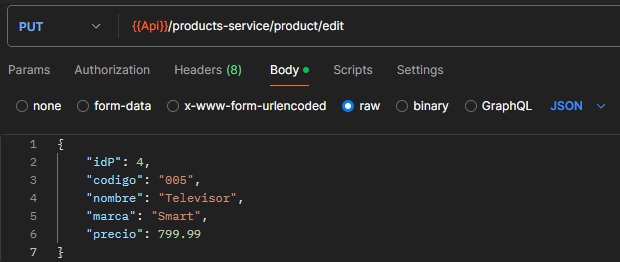 PUT {{Api}}/products-service/product/edit
Params Authorization Headers (8) Body Scripts Settings
none form-data x-www-form-urlencoded raw binary GraphQL JSON
1 {
2 "idP": 4,
3 "codigo": "005",
4 "nombre": "Televisor",
5 "marca": "Smart",
6 "precio": 799.99
7 }